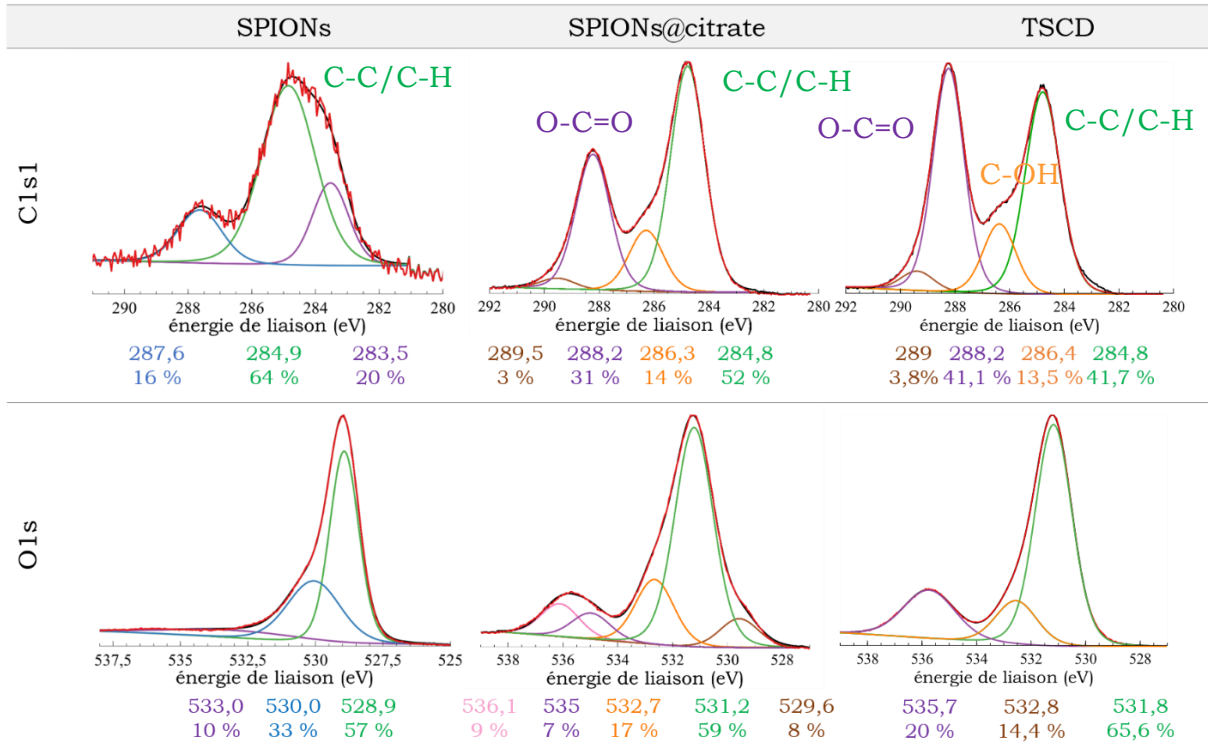 SPIONs SPIONs@citrate TSCD
C1s1
C-C/C-H
O-C=O
C-C/C-H
O-C=O
C-OH
C-C/C-H
290 288 286 284 282 280
292 290 288 286 284 282 280
292 290 288 286 284 282 280
énergie de liaison (eV) énergie de liaison (eV) énergie de liaison (eV)
287,6 284,9 283,5 289,5 288,2 286,3 284,8 289 288,2 286,4 284,8
16 % 64 % 20 % 3 % 31 % 14 % 52 % 3,8% 41,1 % 13,5 % 41,7 %
O1s
537,5 535 532,5 530 527,5 525
538 536 534 532 530 528
538 536 534 532 530 528
énergie de liaison (eV) énergie de liaison (eV) énergie de liaison (eV)
533,0 530,0 528,9 536,1 535 532,7 531,2 529,6 535,7 532,8 531,8
10 % 33 % 57 % 9 % 7 % 17 % 59 % 8 % 20 % 14,4 % 65,6 %